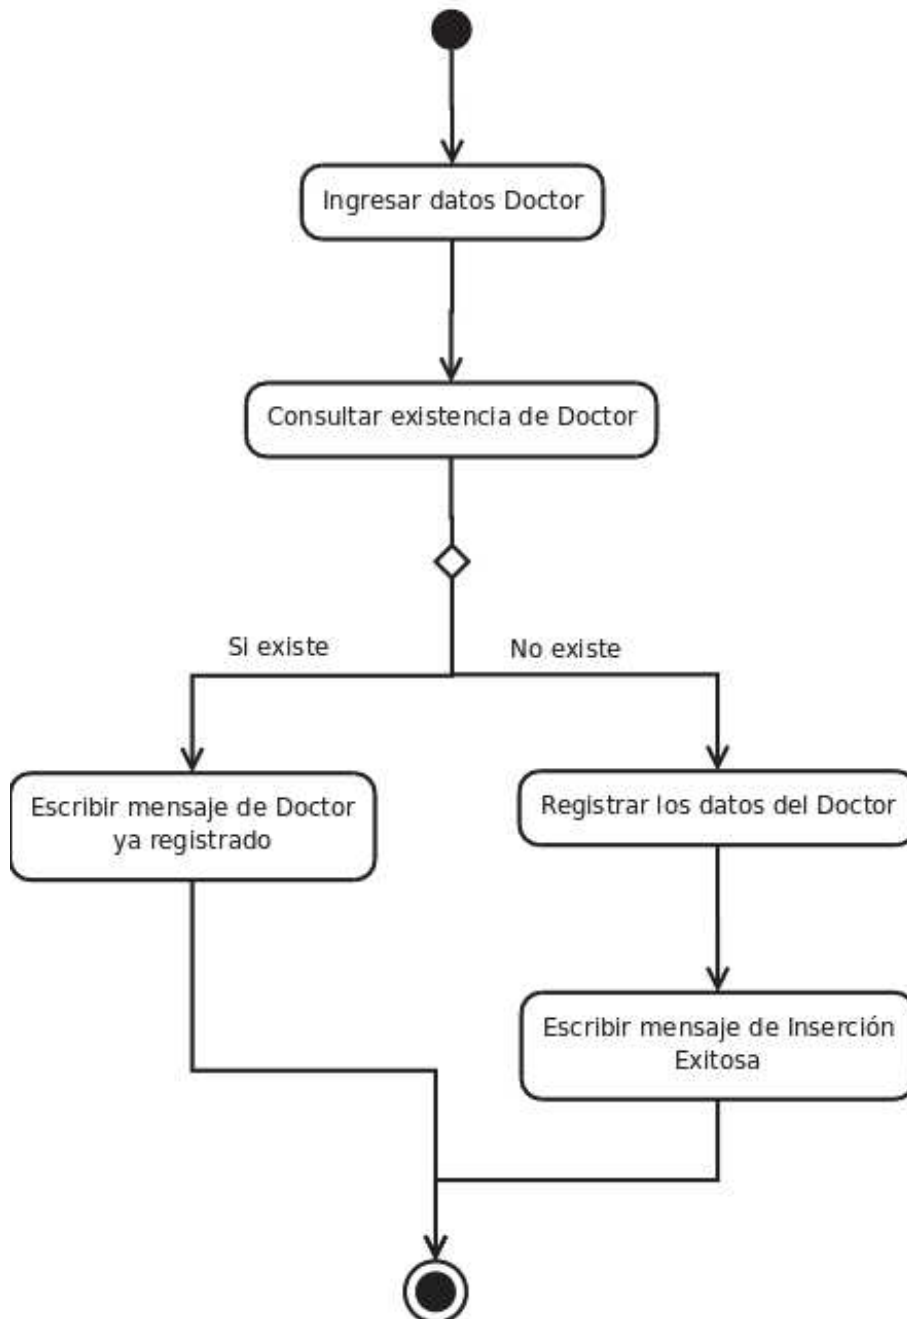 Ingresar datos Doctor
Consultar existencia de Doctor
Si existe
No existe
Escribir mensaje de Doctor
ya registrado
Registrar los datos del Doctor
Escribir mensaje de Inserción
Exitosa